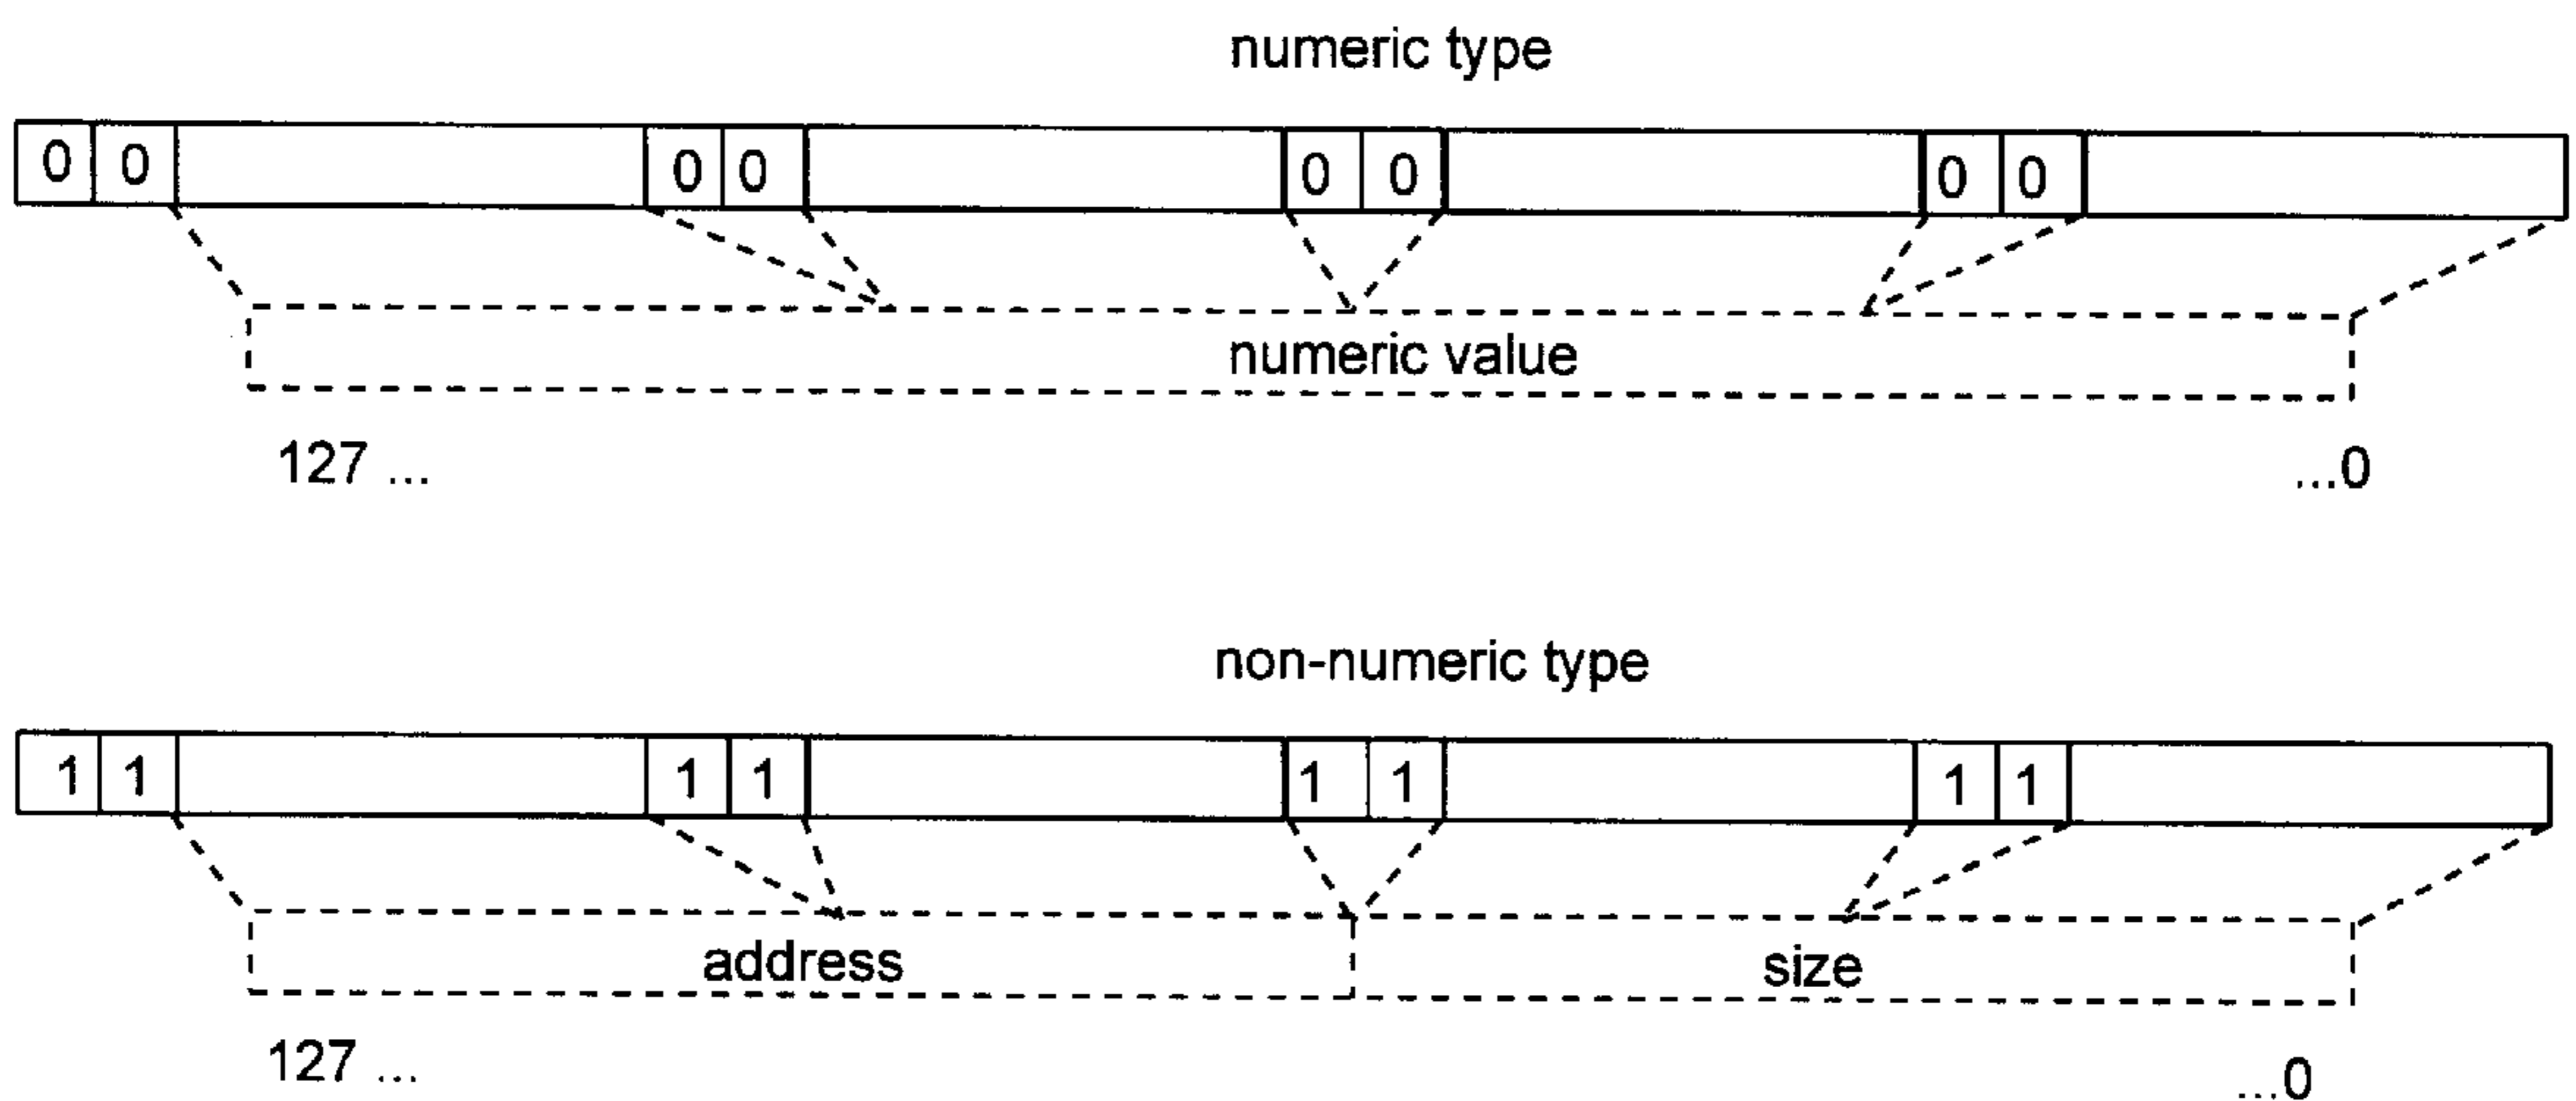 numeric type
0 0 0 0 0 0 0 0
numeric value
127 ... ...0
non-numeric type
1 1 1 1 1 1 1 1
address size
127 ... ...0